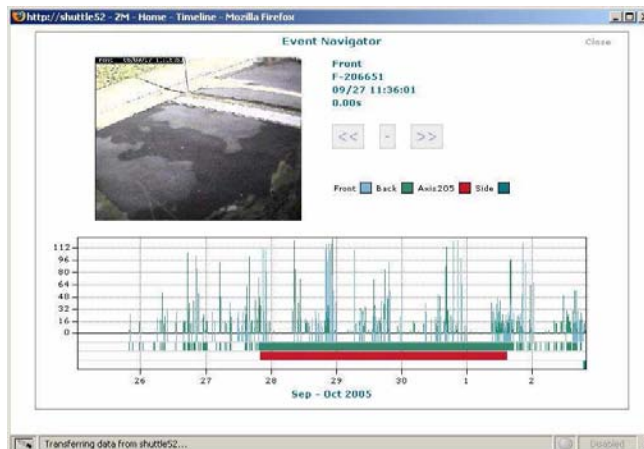 http://shuttle52 - ZM - Home - Timeline - Mozilla Firefox
Event Navigator
Close
Front
F-206651
09/27 11:36:01
0.00s
<< - >>
Front Back Axis205 Side
112
96
80
64
48
32
16
0
26 27 28 29 30 1 2
Sep - Oct 2005
Transferring data from shuttle52...
Disabled